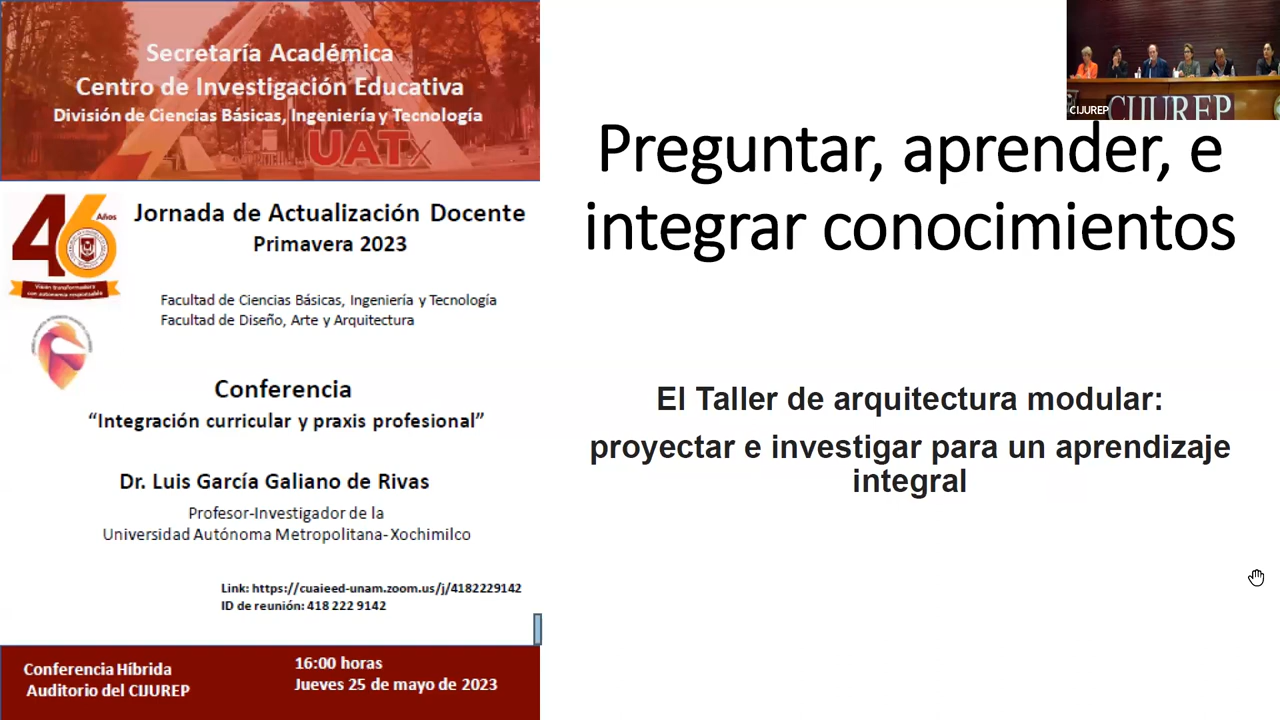 Secretaría Académica
Centro de Investigación Educativa
División de Ciencias Básicas, Ingeniería y Tecnología
UATx
46 Años
Visión transformadora
con autonomía responsable
Jornada de Actualización Docente
Primavera 2023
Facultad de Ciencias Básicas, Ingeniería y Tecnología
Facultad de Diseño, Arte y Arquitectura
Conferencia
“Integración curricular y praxis profesional”
Dr. Luis García Galiano de Rivas
Profesor-Investigador de la
Universidad Autónoma Metropolitana- Xochimilco
Link: https://cuaieed-unam.zoom.us/j/4182229142
ID de reunión: 418 222 9142
Conferencia Híbrida
Auditorio del CIJUREP
16:00 horas
Jueves 25 de mayo de 2023
CIJUREP
CIJUREP
Preguntar, aprender, e
integrar conocimientos
El Taller de arquitectura modular:
proyectar e investigar para un aprendizaje
integral